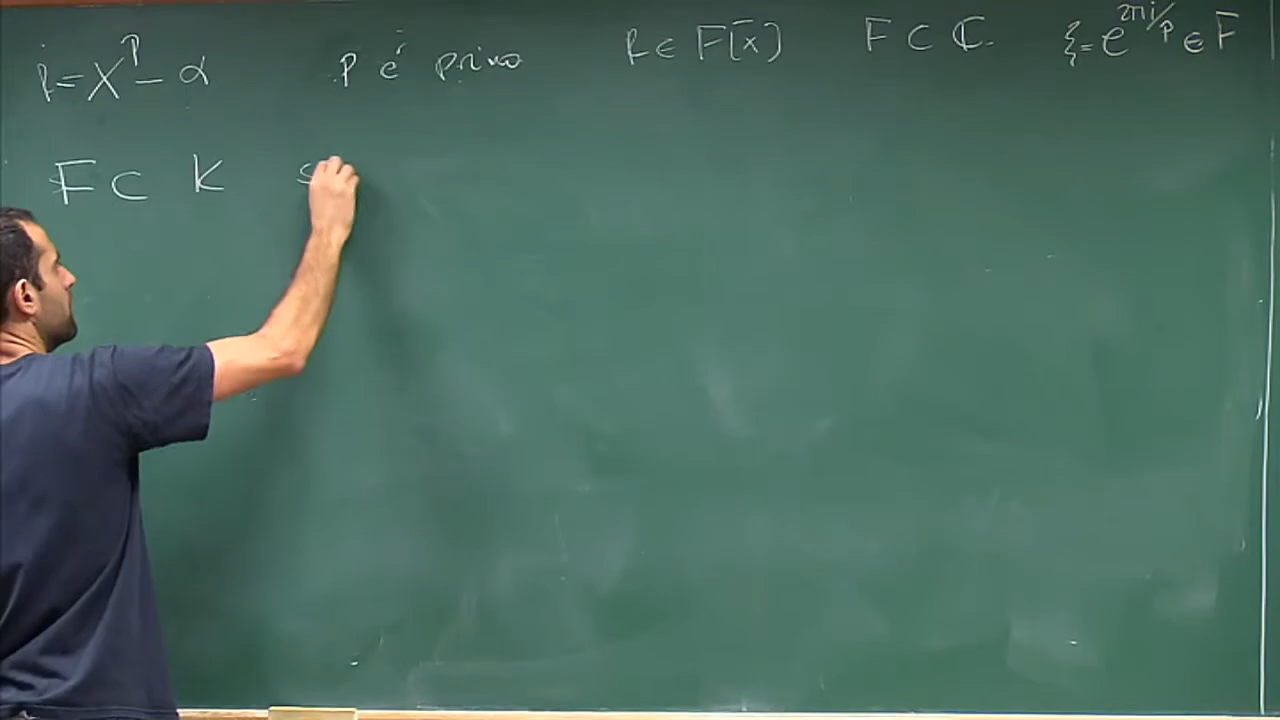 f = X^p - α p é primo f ∈ F[x] F ⊂ ℂ. ξ = e^{2πi/p} ∈ F
F ⊂ K s